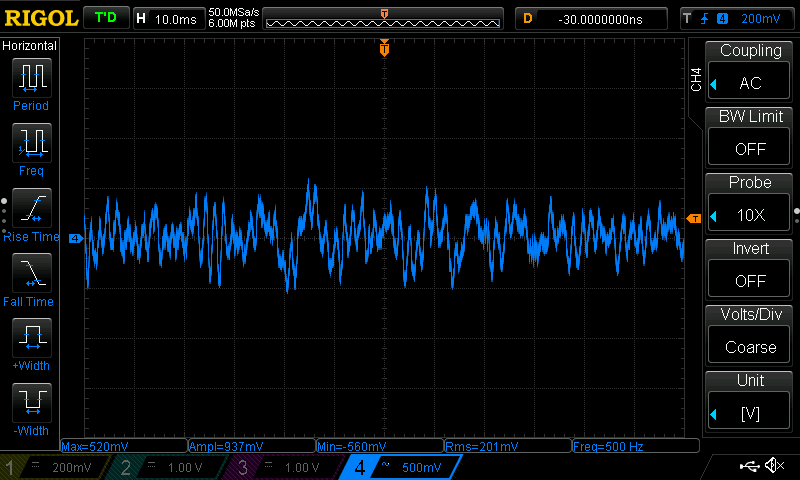 RIGOL T'D H 10.0ms 50.0MSa/s T D -30.0000000ns T 4 200mV
6.00M pts
Horizontal
Period
Freq
Rise Time
Fall Time
+Width
-Width
T
4
T
CH4
Coupling
AC
BW Limit
OFF
Probe
10X
Invert
OFF
Volts/Div
Coarse
Unit
[V]
Max=520mV Ampl=937mV Min=-560mV Rms=201mV Freq=500 Hz
1 200mV 2 1.00 V 3 1.00 V 4 ~ 500mV